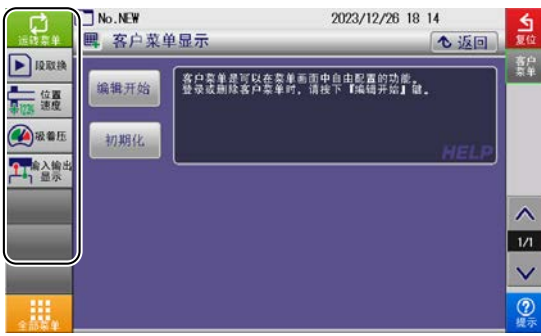 运转菜单
No.NEW
2023/12/26 18 14
复位
客户菜单显示
返回
客户
菜单
段取换
位置
速度
吸着压
输入输出
显示
编辑开始
客户菜单是可以在菜单画面中自由配置的功能。
登录或删除客户菜单时，请按下『编辑开始』键。
初期化
HELP
1/1
全部菜单
提示